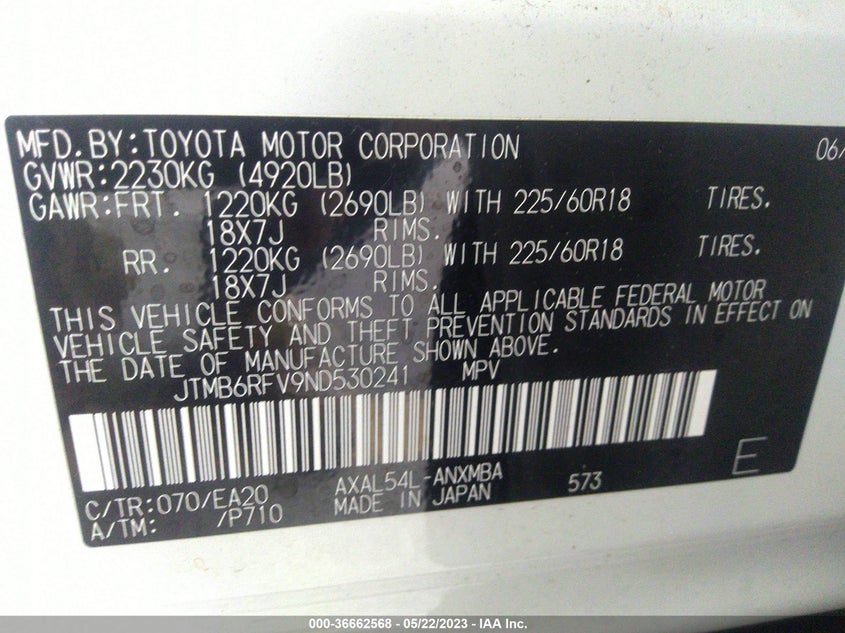 MFD.BY:TOYOTA MOTOR CORPORATION 06/
GVWR:2230KG (4920LB)
GAWR:FRT. 1220KG (2690LB) WITH 225/60R18 TIRES.
18X7J RIMS.
RR. 1220KG (2690LB) WITH 225/60R18 TIRES.
18X7J RIMS.
THIS VEHICLE CONFORMS TO ALL APPLICABLE FEDERAL MOTOR
VEHICLE SAFETY AND THEFT PREVENTION STANDARDS IN EFFECT ON
THE DATE OF MANUFACTURE SHOWN ABOVE.
JTMB6RFV9ND530241 MPV
C/TR:070/EA20 AXAL54L-ANXMBA 573 E
A/TM: /P710 MADE IN JAPAN
000-36662568 - 05/22/2023 - IAA Inc.